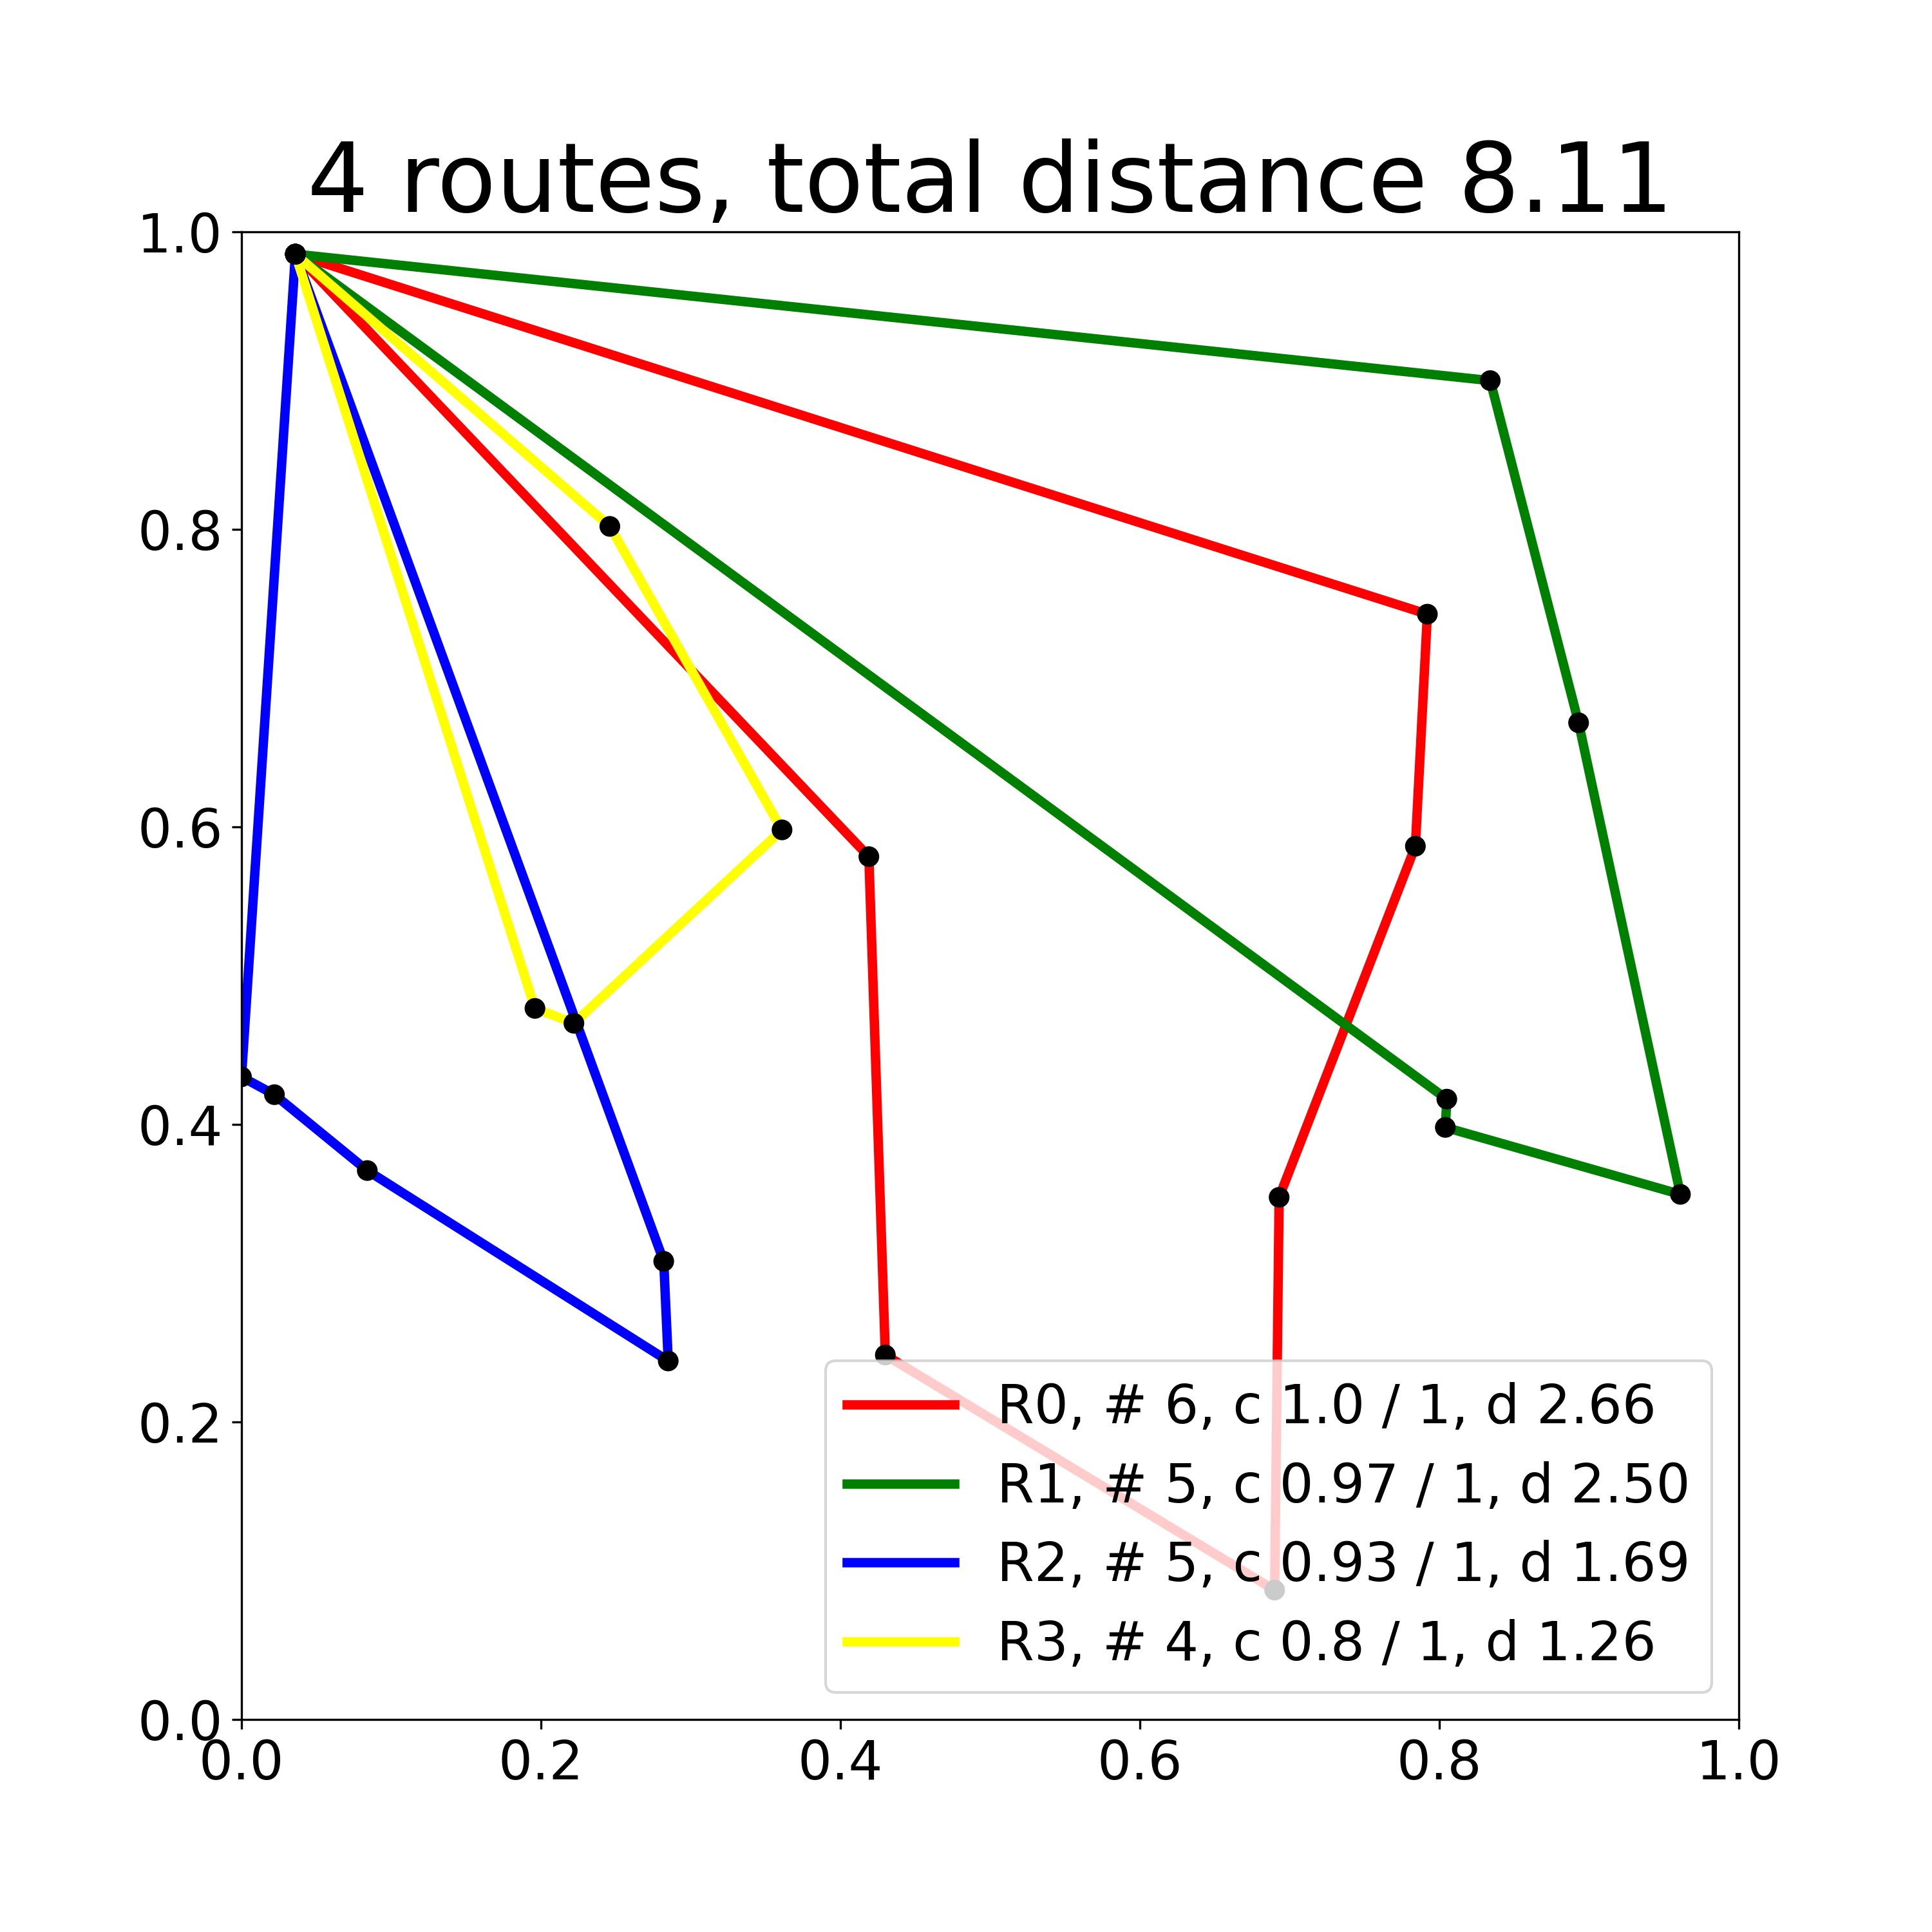 4 routes, total distance 8.11
1.0
0.8
0.6
0.4
0.2
0.0
0.0 0.2 0.4 0.6 0.8 1.0
R0, # 6, c 1.0 / 1, d 2.66
R1, # 5, c 0.97 / 1, d 2.50
R2, # 5, c 0.93 / 1, d 1.69
R3, # 4, c 0.8 / 1, d 1.26